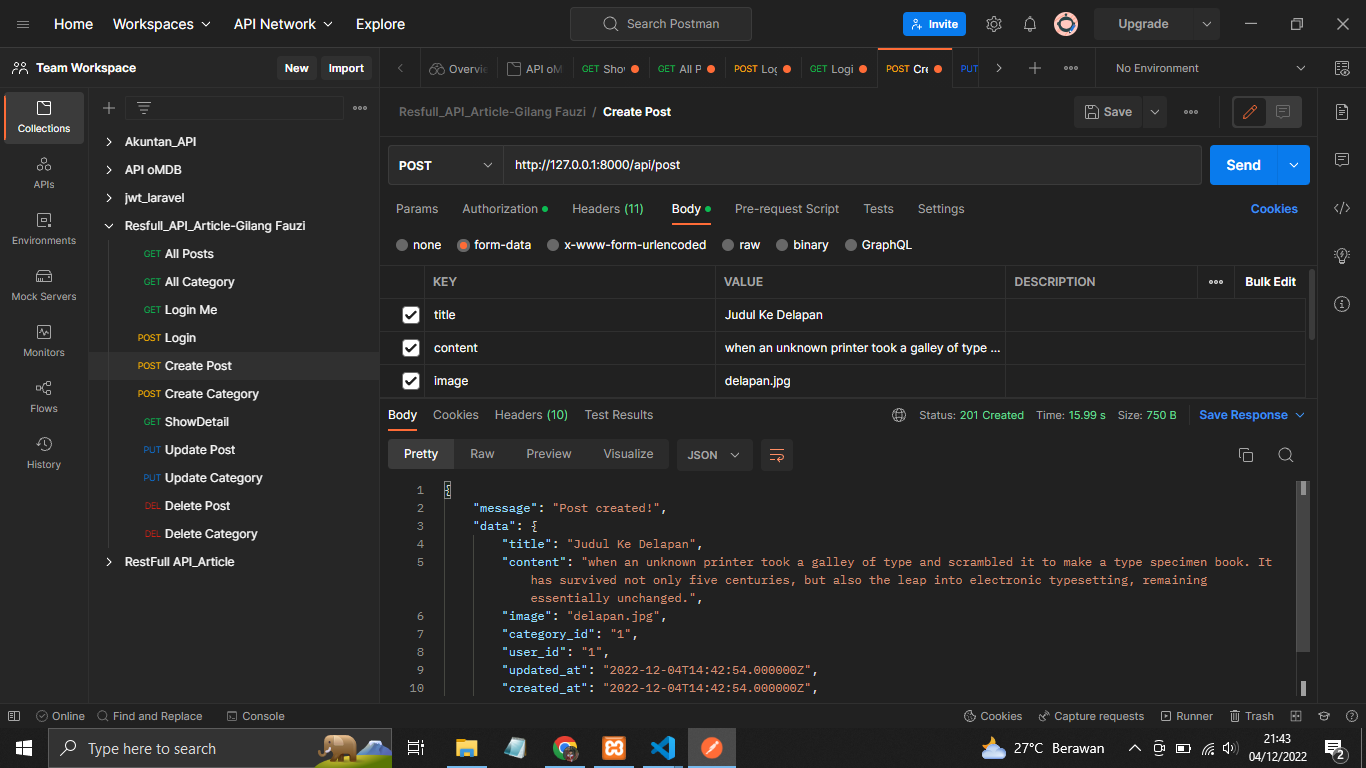 Home Workspaces API Network Explore Search Postman Invite Upgrade
Team Workspace New Import
Overvie API oM GET Sho GET All P POST Log GET Logi POST Cre PUT No Environment
Collections
APIs
Environments
Mock Servers
Monitors
Flows
History
Akuntan_API
API oMDB
jwt_laravel
Resfull_API_Article-Gilang Fauzi
GET All Posts
GET All Category
GET Login Me
POST Login
POST Create Post
POST Create Category
GET ShowDetail
PUT Update Post
PUT Update Category
DEL Delete Post
DEL Delete Category
RestFull API_Article
Resfull_API_Article-Gilang Fauzi / Create Post Save
POST http://127.0.0.1:8000/api/post Send
Params Authorization Headers (11) Body Pre-request Script Tests Settings Cookies
none form-data x-www-form-urlencoded raw binary GraphQL
KEY VALUE DESCRIPTION Bulk Edit
title Judul Ke Delapan
content when an unknown printer took a galley of type ...
image delapan.jpg
Body Cookies Headers (10) Test Results Status: 201 Created Time: 15.99 s Size: 750 B Save Response
Pretty Raw Preview Visualize JSON
1 {
2 "message": "Post created!",
3 "data": {
4 "title": "Judul Ke Delapan",
5 "content": "when an unknown printer took a galley of type and scrambled it to make a type specimen book. It
has survived not only five centuries, but also the leap into electronic typesetting, remaining
essentially unchanged.",
6 "image": "delapan.jpg",
7 "category_id": "1",
8 "user_id": "1",
9 "updated_at": "2022-12-04T14:42:54.000000Z",
10 "created_at": "2022-12-04T14:42:54.000000Z",
Online Find and Replace Console Cookies Capture requests Runner Trash
Type here to search 27°C Berawan 21:43
04/12/2022 2